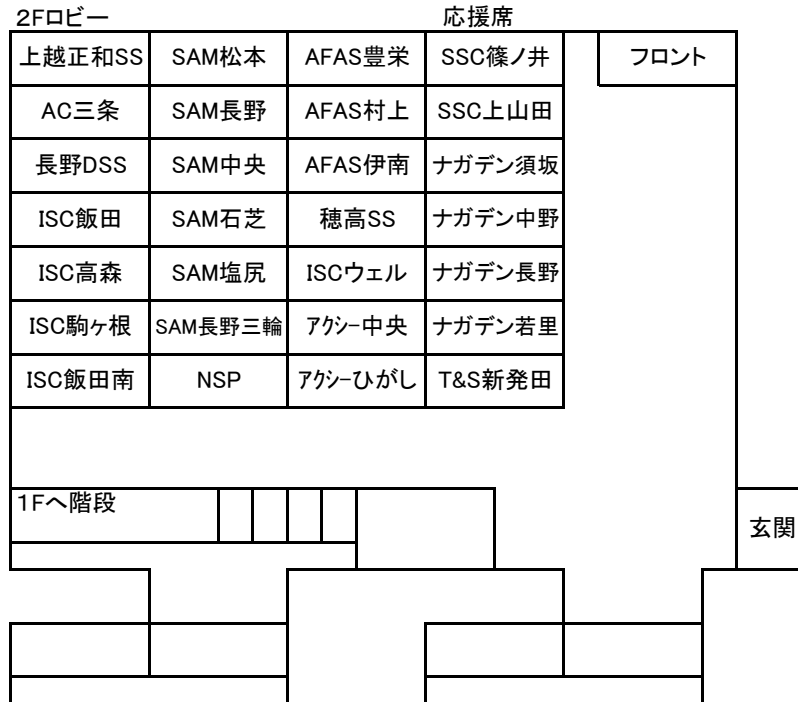 2Fロビー 応援席
上越正和SS SAM松本 AFAS豊栄 SSC篠ノ井 フロント
AC三条 SAM長野 AFAS村上 SSC上山田
長野DSS SAM中央 AFAS伊南 ナガデン須坂
ISC飯田 SAM石芝 穂高SS ナガデン中野
ISC高森 SAM塩尻 ISCウェル ナガデン長野
ISC駒ヶ根 SAM長野三輪 アクシー中央 ナガデン若里
ISC飯田南 NSP アクシーひがし T&S新発田
1Fへ階段
玄関